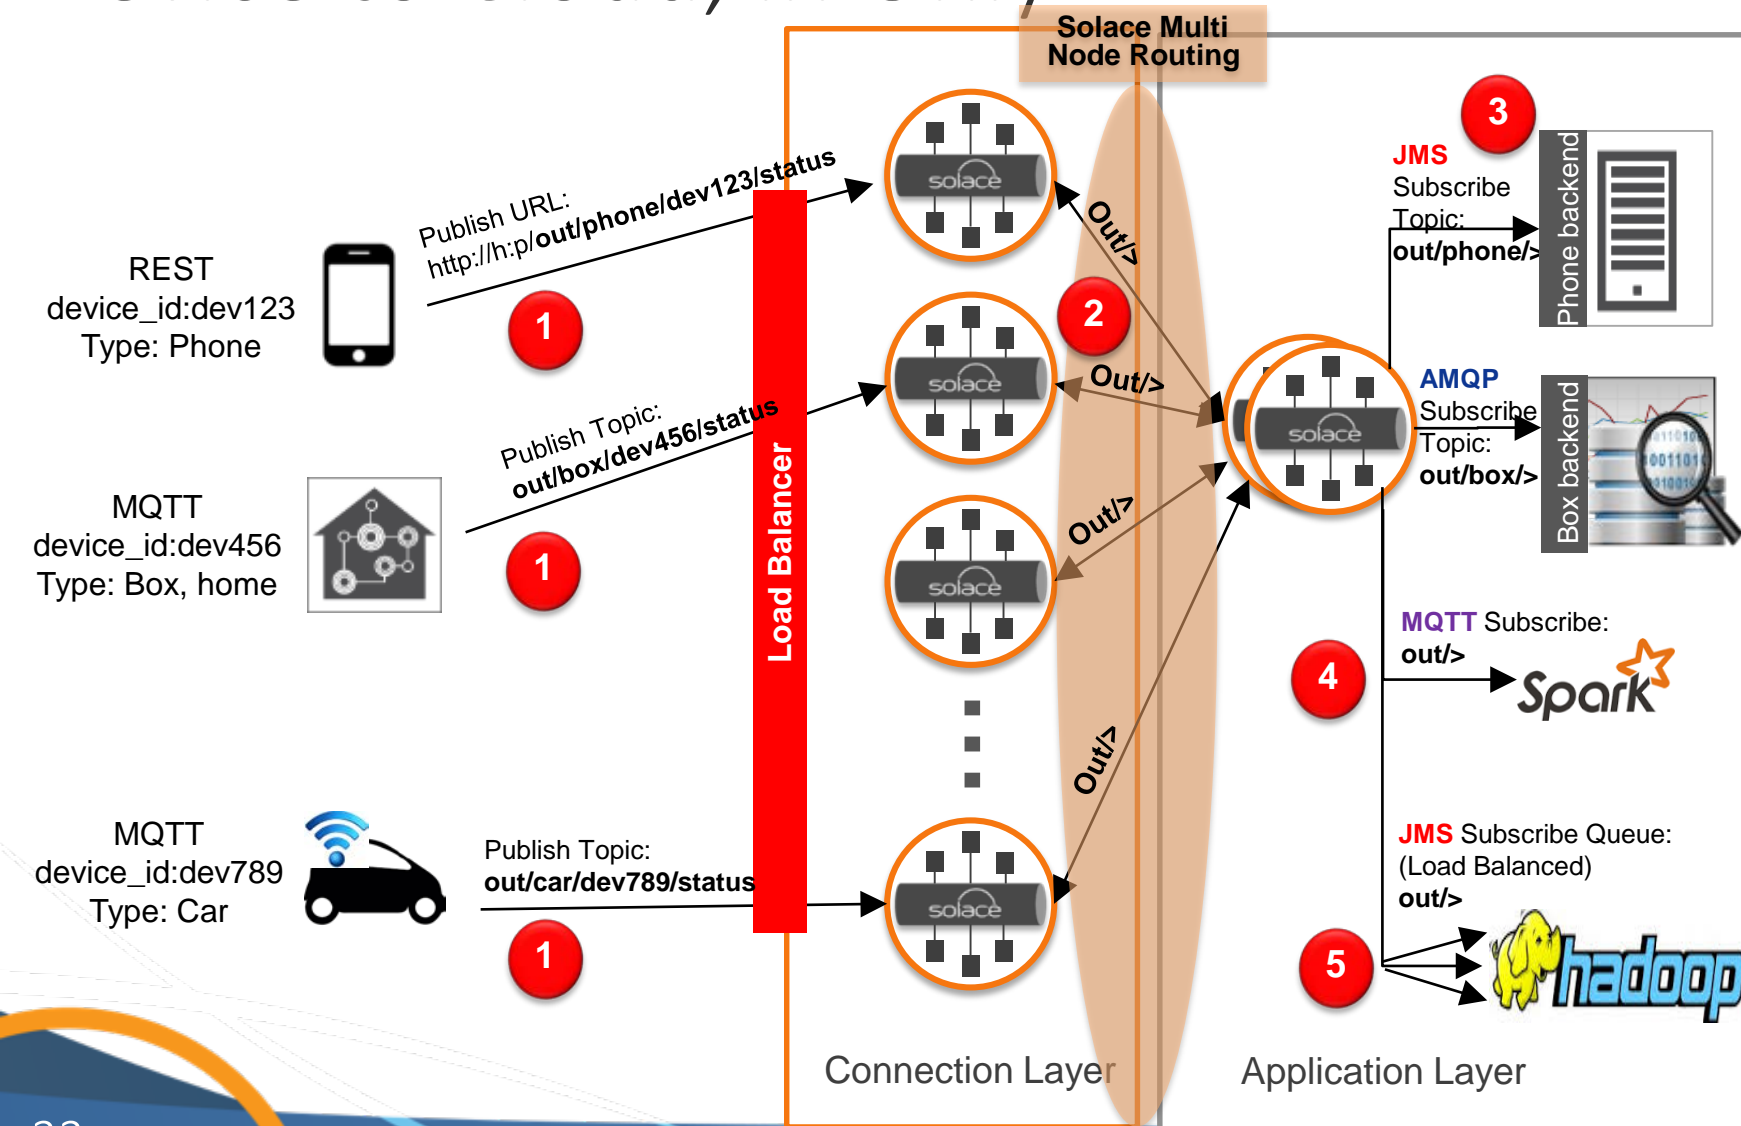 Solace Multi
Node Routing
3
JMS
Subscribe
Topic:
out/phone/>
Phone backend
Publish URL:
http://h:p/out/phone/dev123/status
REST
device_id:dev123
Type: Phone
1
solace
Out/>
2
AMQP
Subscribe
Topic:
out/box/>
Box backend
Publish Topic:
out/box/dev456/status
solace
Out/>
solace
Load Balancer
MQTT
device_id:dev456
Type: Box, home
1
solace
Out/>
MQTT Subscribe:
out/>
4
Spark
Out/>
MQTT
device_id:dev789
Type: Car
Publish Topic:
out/car/dev789/status
1
solace
JMS Subscribe Queue:
(Load Balanced)
out/>
5
hadoop
Connection Layer
Application Layer